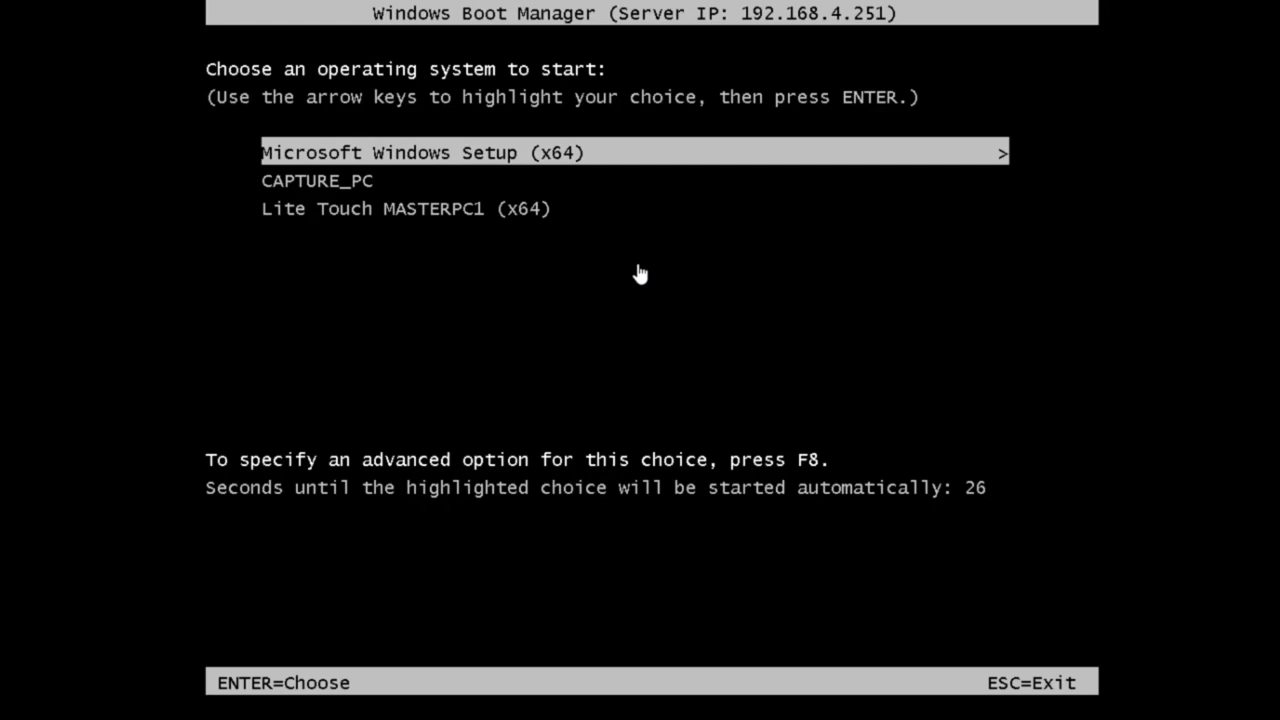 Windows Boot Manager (Server IP: 192.168.4.251)
Choose an operating system to start:
(Use the arrow keys to highlight your choice, then press ENTER.)
Microsoft Windows Setup (x64) >
CAPTURE_PC
Lite Touch MASTERPC1 (x64)
To specify an advanced option for this choice, press F8.
Seconds until the highlighted choice will be started automatically: 26
ENTER=Choose ESC=Exit